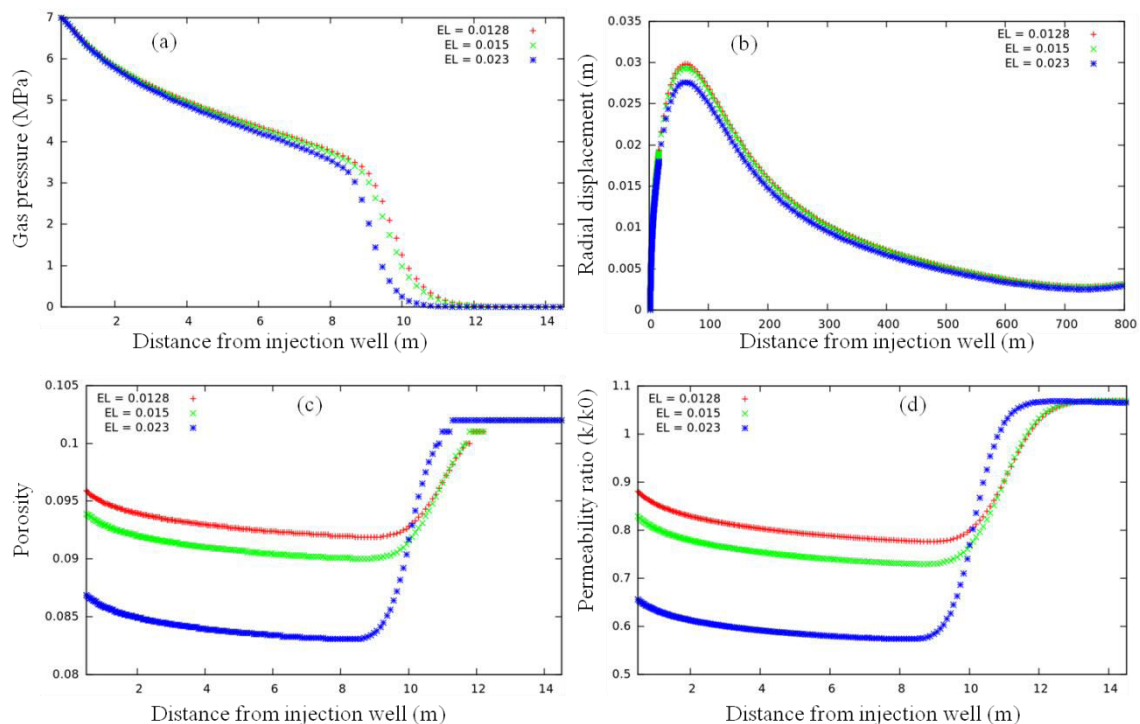 (a)
EL = 0.0128
EL = 0.015
EL = 0.023
Gas pressure (MPa)
7
6
5
4
3
2
1
0
2
4
6
8
10
12
14
Distance from injection well (m)
(b)
EL = 0.0128
EL = 0.015
EL = 0.023
Radial displacement (m)
0.035
0.03
0.025
0.02
0.015
0.01
0.005
0
0
100
200
300
400
500
600
700
800
Distance from injection well (m)
(c)
EL = 0.0128
EL = 0.015
EL = 0.023
Porosity
0.105
0.1
0.095
0.09
0.085
0.08
2
4
6
8
10
12
14
Distance from injection well (m)
(d)
EL = 0.0128
EL = 0.015
EL = 0.023
Permeability ratio (k/k0)
1.1
1
0.9
0.8
0.7
0.6
0.5
2
4
6
8
10
12
14
Distance from injection well (m)